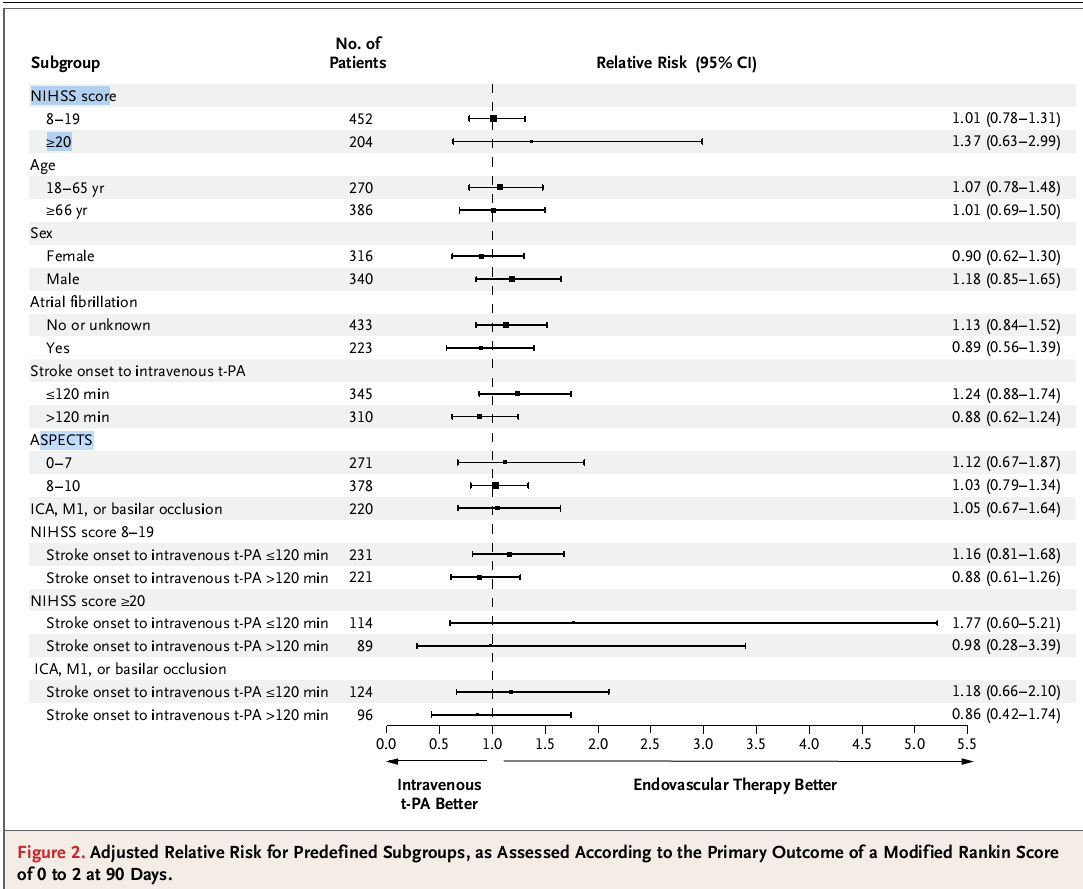 Subgroup No. of Patients Relative Risk (95% CI)
NIHSS score
8–19 452 1.01 (0.78–1.31)
≥20 204 1.37 (0.63–2.99)
Age
18–65 yr 270 1.07 (0.78–1.48)
≥66 yr 386 1.01 (0.69–1.50)
Sex
Female 316 0.90 (0.62–1.30)
Male 340 1.18 (0.85–1.65)
Atrial fibrillation
No or unknown 433 1.13 (0.84–1.52)
Yes 223 0.89 (0.56–1.39)
Stroke onset to intravenous t-PA
≤120 min 345 1.24 (0.88–1.74)
>120 min 310 0.88 (0.62–1.24)
ASPECTS
0–7 271 1.12 (0.67–1.87)
8–10 378 1.03 (0.79–1.34)
ICA, M1, or basilar occlusion 220 1.05 (0.67–1.64)
NIHSS score 8–19
Stroke onset to intravenous t-PA ≤120 min 231 1.16 (0.81–1.68)
Stroke onset to intravenous t-PA >120 min 221 0.88 (0.61–1.26)
NIHSS score ≥20
Stroke onset to intravenous t-PA ≤120 min 114 1.77 (0.60–5.21)
Stroke onset to intravenous t-PA >120 min 89 0.98 (0.28–3.39)
ICA, M1, or basilar occlusion
Stroke onset to intravenous t-PA ≤120 min 124 1.18 (0.66–2.10)
Stroke onset to intravenous t-PA >120 min 96 0.86 (0.42–1.74)
0.0 0.5 1.0 1.5 2.0 2.5 3.0 3.5 4.0 4.5 5.0 5.5
Intravenous t-PA Better Endovascular Therapy Better
Figure 2. Adjusted Relative Risk for Predefined Subgroups, as Assessed According to the Primary Outcome of a Modified Rankin Score
of 0 to 2 at 90 Days.